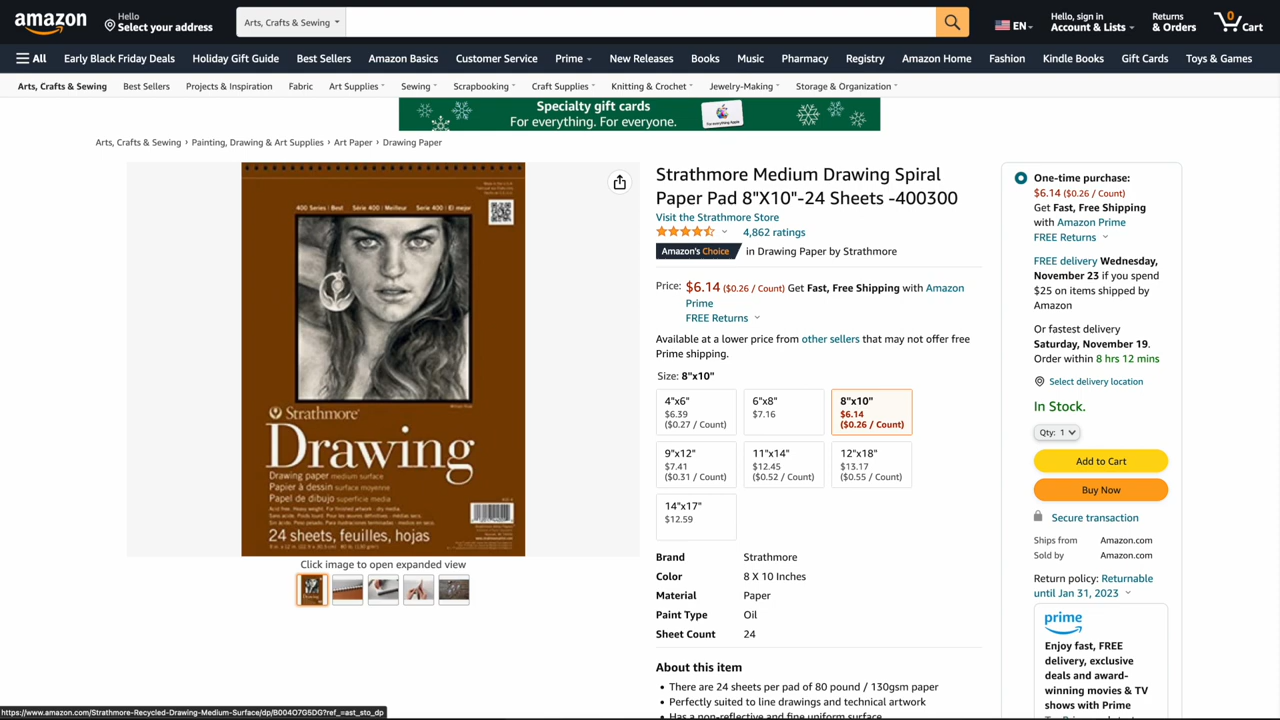 amazon
Hello
Select your address
Arts, Crafts & Sewing
EN
Hello, sign in
Account & Lists
Returns
& Orders
0
Cart
All
Early Black Friday Deals
Holiday Gift Guide
Best Sellers
Amazon Basics
Customer Service
Prime
New Releases
Books
Music
Pharmacy
Registry
Amazon Home
Fashion
Kindle Books
Gift Cards
Toys & Games
Arts, Crafts & Sewing
Best Sellers
Projects & Inspiration
Fabric
Art Supplies
Sewing
Scrapbooking
Craft Supplies
Knitting & Crochet
Jewelry-Making
Storage & Organization
Specialty gift cards
For everything. For everyone.
Arts, Crafts & Sewing › Painting, Drawing & Art Supplies › Art Paper › Drawing Paper
400 Series | Best Série 400 | Meilleur Serie 400 | El mejor
Strathmore
Drawing
Drawing paper medium surface
Papier à dessin surface moyenne
Papel de dibujo superficie media
24 sheets, feuilles, hojas
Click image to open expanded view
Strathmore Medium Drawing Spiral
Paper Pad 8"X10"-24 Sheets -400300
Visit the Strathmore Store
4,862 ratings
Amazon's Choice
in Drawing Paper by Strathmore
Price: $6.14 ($0.26 / Count) Get Fast, Free Shipping with Amazon
Prime
FREE Returns
Available at a lower price from other sellers that may not offer free
Prime shipping.
Size: 8"x10"
4"x6"
$6.39
($0.27 / Count)
6"x8"
$7.16
8"x10"
$6.14
($0.26 / Count)
9"x12"
$7.41
($0.31 / Count)
11"x14"
$12.45
($0.52 / Count)
12"x18"
$13.17
($0.55 / Count)
14"x17"
$12.59
Brand Strathmore
Color 8 X 10 Inches
Material Paper
Paint Type Oil
Sheet Count 24
About this item
• There are 24 sheets per pad of 80 pound / 130gsm paper
• Perfectly suited to line drawings and technical artwork
• Has a non-reflective and fine uniform surface
One-time purchase:
$6.14 ($0.26 / Count)
Get Fast, Free Shipping
with Amazon Prime
FREE Returns
FREE delivery Wednesday,
November 23 if you spend
$25 on items shipped by
Amazon
Or fastest delivery
Saturday, November 19.
Order within 8 hrs 12 mins
Select delivery location
In Stock.
Qty: 1
Add to Cart
Buy Now
Secure transaction
Ships from Amazon.com
Sold by Amazon.com
Return policy: Returnable
until Jan 31, 2023
prime
Enjoy fast, FREE
delivery, exclusive
deals and award-
winning movies & TV
shows with Prime
https://www.amazon.com/Strathmore-Recycled-Drawing-Medium-Surface/dp/B004O7G5DG?ref_=ast_sto_dp